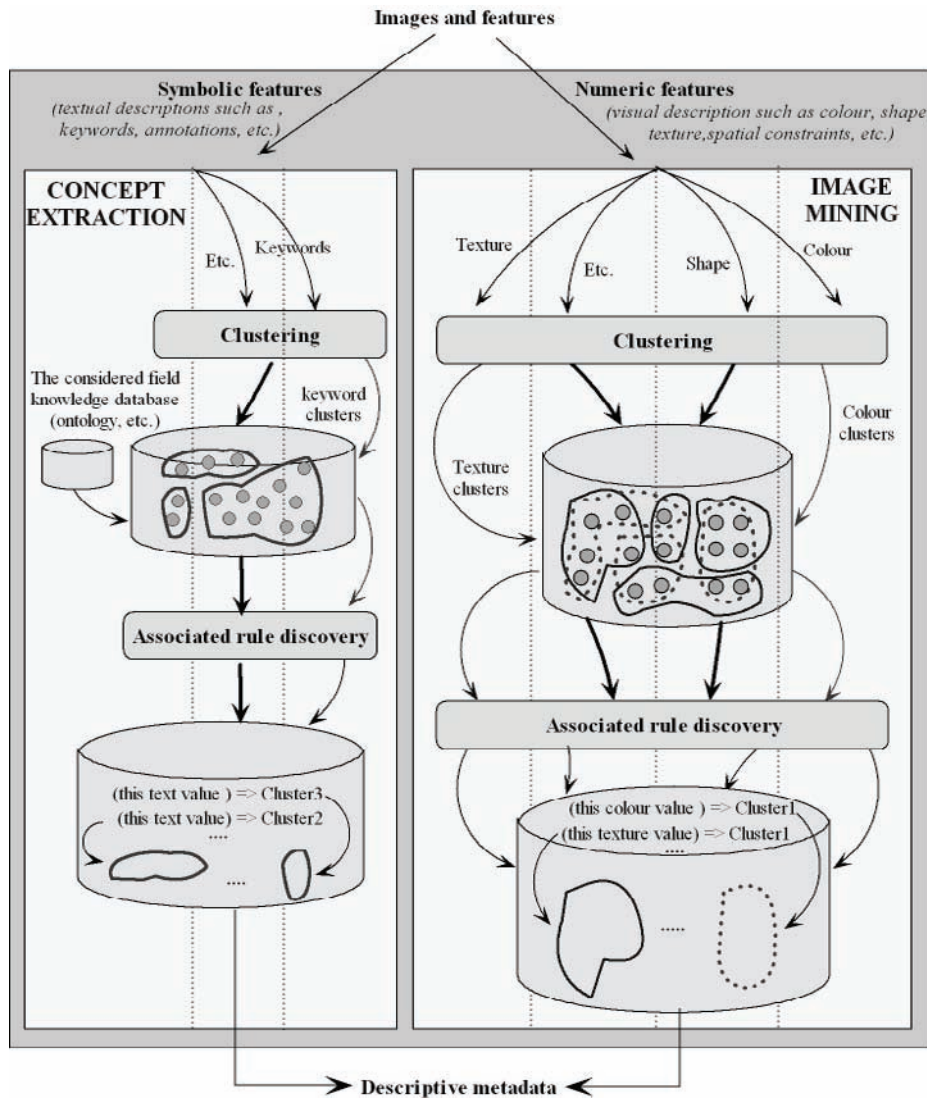 Images and features
Symbolic features
(textual descriptions such as ,
keywords, annotations, etc.)
Numeric features
(visual description such as colour, shape
texture,spatial constraints, etc.)
CONCEPT
EXTRACTION
Keywords
Etc.
Clustering
The considered field
knowledge database
(ontology, etc.)
keyword
clusters
Associated rule discovery
(this text value ) => Cluster3
(this text value) => Cluster2
....
....
IMAGE
MINING
Texture
Etc.
Shape
Colour
Clustering
Texture
clusters
Colour
clusters
Associated rule discovery
(this colour value ) => Cluster1
(this texture value) => Cluster1
....
.....
Descriptive metadata